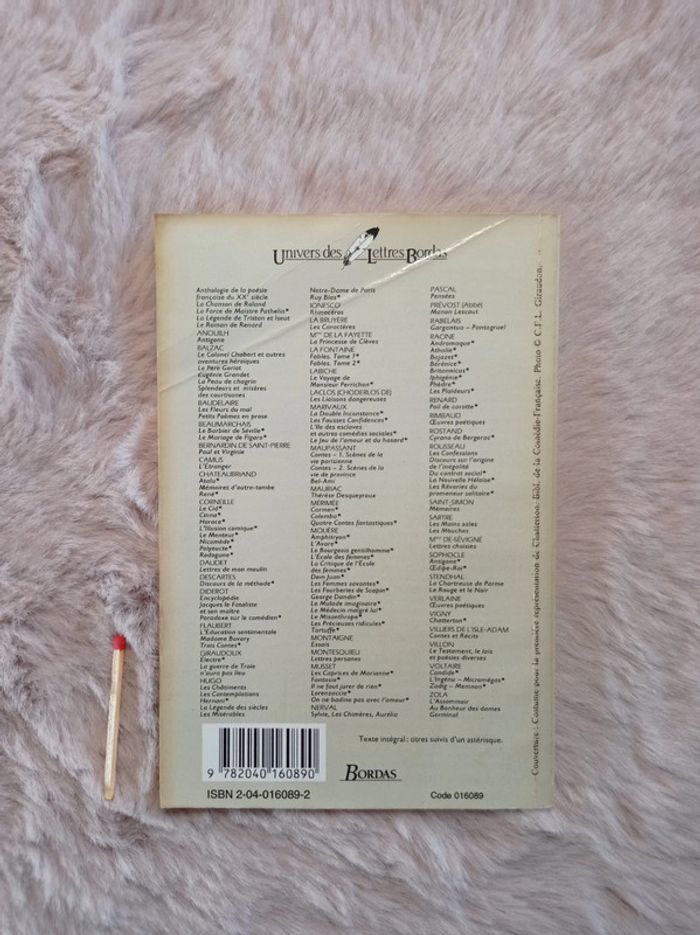 Univers des Lettres Bordas
Anthologie de la poésie
française du XXᵉ siècle
La Chanson de Roland
La Farce de Maistre Pathelin*
La Légende de Tristan et Iseut
Le Roman de Renard
ANOUILH
Antigone
BALZAC
Le Colonel Chabert et autres
aventures héroïques
Le Père Goriot
Eugénie Grandet
La Peau de chagrin
Splendeurs et misères
des courtisanes
BAUDELAIRE
Les Fleurs du mal
Petits Poèmes en prose
BEAUMARCHAIS
Le Barbier de Séville*
Le Mariage de Figaro*
BERNARDIN DE SAINT-PIERRE
Paul et Virginie
CAMUS
L'Étranger
CHATEAUBRIAND
Atala*
Mémoires d'outre-tombe
René*
CORNEILLE
Le Cid*
Cinna*
Horace*
L'Illusion comique*
Le Menteur*
Nicomède*
Polyeucte*
Rodogune*
DAUDET
Lettres de mon moulin
DESCARTES
Discours de la méthode*
DIDEROT
Encyclopédie
Jacques le Fataliste
et son maître
Paradoxe sur le comédien*
FLAUBERT
L'Éducation sentimentale
Madame Bovary
Trois Contes*
GIRAUDOUX
Électre*
La guerre de Troie
n'aura pas lieu
HUGO
Les Châtiments
Les Contemplations
Hernani*
La Légende des siècles
Les Misérables
Notre-Dame de Paris
Ruy Blas*
IONESCO
Rhinocéros
LA BRUYÈRE
Les Caractères
Mᵐᵉ DE LA FAYETTE
La Princesse de Clèves
LA FONTAINE
Fables. Tome 1*
Fables. Tome 2*
LABICHE
Le Voyage de
Monsieur Perrichon*
LACLOS (CHODERLOS DE)
Les Liaisons dangereuses
MARIVAUX
La Double Inconstance*
Les Fausses Confidences*
L'Ile des esclaves
et autres comédies sociales*
Le Jeu de l'amour et du hasard*
MAUPASSANT
Contes – 1. Scènes de la
vie parisienne
Contes – 2. Scènes de la
vie de province
Bel-Ami
MAURIAC
Thérèse Desqueyroux
MÉRIMÉE
Carmen*
Colomba*
Quatre Contes fantastiques*
MOLIÈRE
Amphitryon*
L'Avare*
Le Bourgeois gentilhomme*
L'École des femmes*
La Critique de l'École
des femmes*
Dom Juan*
Les Femmes savantes*
Les Fourberies de Scapin*
George Dandin*
Le Malade imaginaire*
Le Médecin malgré lui*
Le Misanthrope*
Les Précieuses ridicules*
Tartuffe*
MONTAIGNE
Essais
MONTESQUIEU
Lettres persanes
MUSSET
Les Caprices de Marianne*
Fantasio*
Il ne faut jurer de rien*
Lorenzaccio*
On ne badine pas avec l'amour*
NERVAL
Sylvie, Les Chimères, Aurélia
PASCAL
Pensées
PRÉVOST (Abbé)
Manon Lescaut
RABELAIS
Gargantua – Pantagruel
RACINE
Andromaque*
Athalie*
Bajazet*
Bérénice*
Britannicus*
Iphigénie*
Phèdre*
Les Plaideurs*
RENARD
Poil de carotte*
RIMBAUD
Œuvres poétiques
ROSTAND
Cyrano de Bergerac*
ROUSSEAU
Les Confessions
Discours sur l'origine
de l'inégalité
Du contrat social*
La Nouvelle Héloïse*
Les Rêveries du
promeneur solitaire*
SAINT-SIMON
Mémoires
SARTRE
Les Mains sales
Les Mouches
Mᵐᵉ DE SÉVIGNÉ
Lettres choisies
SOPHOCLE
Antigone*
Œdipe-Roi*
STENDHAL
La Chartreuse de Parme
Le Rouge et le Noir
VERLAINE
Œuvres poétiques
VIGNY
Chatterton*
VILLIERS DE L'ISLE-ADAM
Contes et Récits
VILLON
Le Testament, le lais
et poésies diverses
VOLTAIRE
Candide*
L'Ingénu – Micromégas*
Zadig – Memnon*
ZOLA
L'Assommoir
Au Bonheur des dames
Germinal
Texte intégral : titres suivis d'un astérisque.
9 782040 160890
BORDAS
ISBN 2-04-016089-2
Code 016089
Couverture : Costume pour la première représentation de Chatterton. Bibl. de la Comédie-Française. Photo © C.F.L. Giraudon.